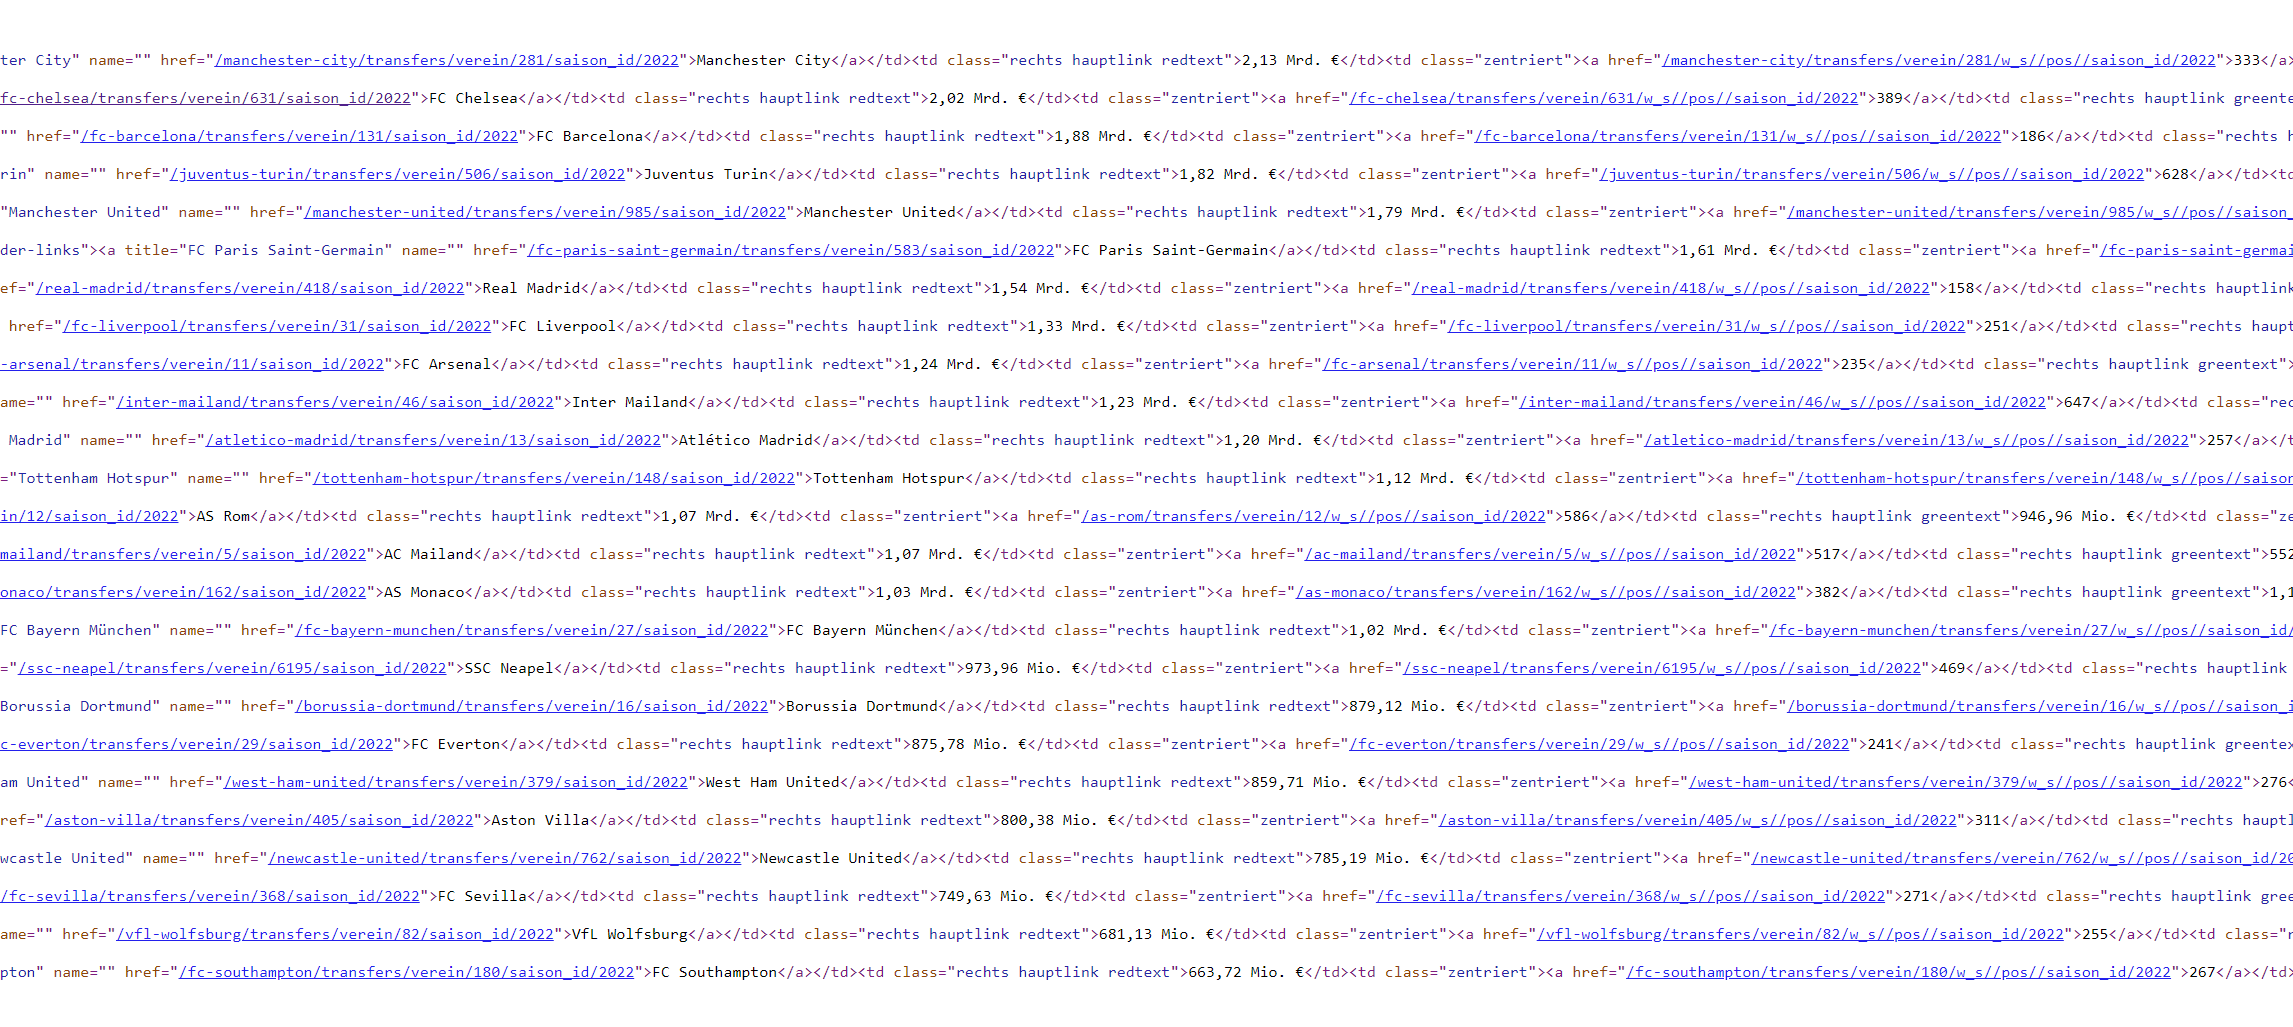 ter City" name="" href="/manchester-city/transfers/verein/281/saison_id/2022">Manchester City</a></td><td class="rechts hauptlink redtext">2,13 Mrd. €</td><td class="zentriert"><a href="/manchester-city/transfers/verein/281/w_s//pos//saison_id/2022">333</a>
fc-chelsea/transfers/verein/631/saison_id/2022">FC Chelsea</a></td><td class="rechts hauptlink redtext">2,02 Mrd. €</td><td class="zentriert"><a href="/fc-chelsea/transfers/verein/631/w_s//pos//saison_id/2022">389</a></td><td class="rechts hauptlink greente
"" href="/fc-barcelona/transfers/verein/131/saison_id/2022">FC Barcelona</a></td><td class="rechts hauptlink redtext">1,88 Mrd. €</td><td class="zentriert"><a href="/fc-barcelona/transfers/verein/131/w_s//pos//saison_id/2022">186</a></td><td class="rechts h
rin" name="" href="/juventus-turin/transfers/verein/506/saison_id/2022">Juventus Turin</a></td><td class="rechts hauptlink redtext">1,82 Mrd. €</td><td class="zentriert"><a href="/juventus-turin/transfers/verein/506/w_s//pos//saison_id/2022">628</a></td><td
"Manchester United" name="" href="/manchester-united/transfers/verein/985/saison_id/2022">Manchester United</a></td><td class="rechts hauptlink redtext">1,79 Mrd. €</td><td class="zentriert"><a href="/manchester-united/transfers/verein/985/w_s//pos//saison_
der-links"><a title="FC Paris Saint-Germain" name="" href="/fc-paris-saint-germain/transfers/verein/583/saison_id/2022">FC Paris Saint-Germain</a></td><td class="rechts hauptlink redtext">1,61 Mrd. €</td><td class="zentriert"><a href="/fc-paris-saint-germai
ef="/real-madrid/transfers/verein/418/saison_id/2022">Real Madrid</a></td><td class="rechts hauptlink redtext">1,54 Mrd. €</td><td class="zentriert"><a href="/real-madrid/transfers/verein/418/w_s//pos//saison_id/2022">158</a></td><td class="rechts hauptlink
href="/fc-liverpool/transfers/verein/31/saison_id/2022">FC Liverpool</a></td><td class="rechts hauptlink redtext">1,33 Mrd. €</td><td class="zentriert"><a href="/fc-liverpool/transfers/verein/31/w_s//pos//saison_id/2022">251</a></td><td class="rechts haupt
-arsenal/transfers/verein/11/saison_id/2022">FC Arsenal</a></td><td class="rechts hauptlink redtext">1,24 Mrd. €</td><td class="zentriert"><a href="/fc-arsenal/transfers/verein/11/w_s//pos//saison_id/2022">235</a></td><td class="rechts hauptlink greentext">
ame="" href="/inter-mailand/transfers/verein/46/saison_id/2022">Inter Mailand</a></td><td class="rechts hauptlink redtext">1,23 Mrd. €</td><td class="zentriert"><a href="/inter-mailand/transfers/verein/46/w_s//pos//saison_id/2022">647</a></td><td class="rec
Madrid" name="" href="/atletico-madrid/transfers/verein/13/saison_id/2022">Atlético Madrid</a></td><td class="rechts hauptlink redtext">1,20 Mrd. €</td><td class="zentriert"><a href="/atletico-madrid/transfers/verein/13/w_s//pos//saison_id/2022">257</a></t
="Tottenham Hotspur" name="" href="/tottenham-hotspur/transfers/verein/148/saison_id/2022">Tottenham Hotspur</a></td><td class="rechts hauptlink redtext">1,12 Mrd. €</td><td class="zentriert"><a href="/tottenham-hotspur/transfers/verein/148/w_s//pos//saison
in/12/saison_id/2022">AS Rom</a></td><td class="rechts hauptlink redtext">1,07 Mrd. €</td><td class="zentriert"><a href="/as-rom/transfers/verein/12/w_s//pos//saison_id/2022">586</a></td><td class="rechts hauptlink greentext">946,96 Mio. €</td><td class="ze
mailand/transfers/verein/5/saison_id/2022">AC Mailand</a></td><td class="rechts hauptlink redtext">1,07 Mrd. €</td><td class="zentriert"><a href="/ac-mailand/transfers/verein/5/w_s//pos//saison_id/2022">517</a></td><td class="rechts hauptlink greentext">552
onaco/transfers/verein/162/saison_id/2022">AS Monaco</a></td><td class="rechts hauptlink redtext">1,03 Mrd. €</td><td class="zentriert"><a href="/as-monaco/transfers/verein/162/w_s//pos//saison_id/2022">382</a></td><td class="rechts hauptlink greentext">1,1
FC Bayern München" name="" href="/fc-bayern-munchen/transfers/verein/27/saison_id/2022">FC Bayern München</a></td><td class="rechts hauptlink redtext">1,02 Mrd. €</td><td class="zentriert"><a href="/fc-bayern-munchen/transfers/verein/27/w_s//pos//saison_id/
="/ssc-neapel/transfers/verein/6195/saison_id/2022">SSC Neapel</a></td><td class="rechts hauptlink redtext">973,96 Mio. €</td><td class="zentriert"><a href="/ssc-neapel/transfers/verein/6195/w_s//pos//saison_id/2022">469</a></td><td class="rechts hauptlink
Borussia Dortmund" name="" href="/borussia-dortmund/transfers/verein/16/saison_id/2022">Borussia Dortmund</a></td><td class="rechts hauptlink redtext">879,12 Mio. €</td><td class="zentriert"><a href="/borussia-dortmund/transfers/verein/16/w_s//pos//saison_i
c-everton/transfers/verein/29/saison_id/2022">FC Everton</a></td><td class="rechts hauptlink redtext">875,78 Mio. €</td><td class="zentriert"><a href="/fc-everton/transfers/verein/29/w_s//pos//saison_id/2022">241</a></td><td class="rechts hauptlink greentex
am United" name="" href="/west-ham-united/transfers/verein/379/saison_id/2022">West Ham United</a></td><td class="rechts hauptlink redtext">859,71 Mio. €</td><td class="zentriert"><a href="/west-ham-united/transfers/verein/379/w_s//pos//saison_id/2022">276<
ref="/aston-villa/transfers/verein/405/saison_id/2022">Aston Villa</a></td><td class="rechts hauptlink redtext">800,38 Mio. €</td><td class="zentriert"><a href="/aston-villa/transfers/verein/405/w_s//pos//saison_id/2022">311</a></td><td class="rechts hauptl
wcastle United" name="" href="/newcastle-united/transfers/verein/762/saison_id/2022">Newcastle United</a></td><td class="rechts hauptlink redtext">785,19 Mio. €</td><td class="zentriert"><a href="/newcastle-united/transfers/verein/762/w_s//pos//saison_id/20
/fc-sevilla/transfers/verein/368/saison_id/2022">FC Sevilla</a></td><td class="rechts hauptlink redtext">749,63 Mio. €</td><td class="zentriert"><a href="/fc-sevilla/transfers/verein/368/w_s//pos//saison_id/2022">271</a></td><td class="rechts hauptlink gree
ame="" href="/vfl-wolfsburg/transfers/verein/82/saison_id/2022">VfL Wolfsburg</a></td><td class="rechts hauptlink redtext">681,13 Mio. €</td><td class="zentriert"><a href="/vfl-wolfsburg/transfers/verein/82/w_s//pos//saison_id/2022">255</a></td><td class="r
pton" name="" href="/fc-southampton/transfers/verein/180/saison_id/2022">FC Southampton</a></td><td class="rechts hauptlink redtext">663,72 Mio. €</td><td class="zentriert"><a href="/fc-southampton/transfers/verein/180/w_s//pos//saison_id/2022">267</a></td>